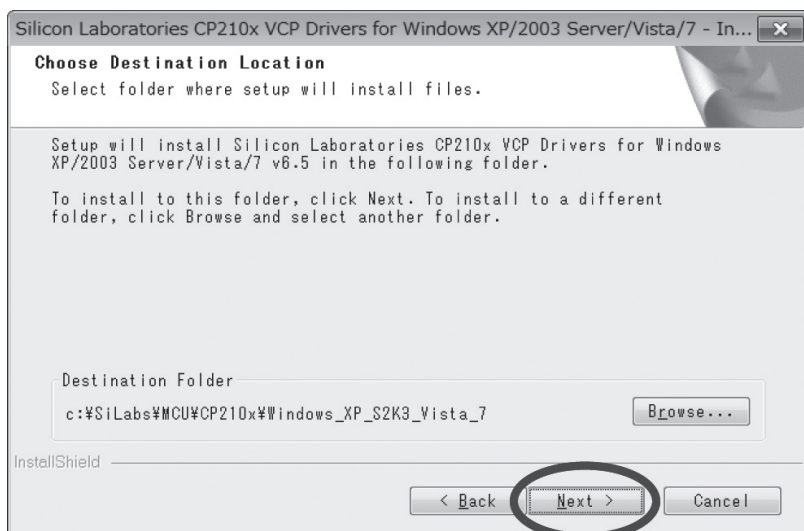 Silicon Laboratories CP210x VCP Drivers for Windows XP/2003 Server/Vista/7 - In...
Choose Destination Location
Select folder where setup will install files.
Setup will install Silicon Laboratories CP210x VCP Drivers for Windows
XP/2003 Server/Vista/7 v6.5 in the following folder.
To install to this folder, click Next. To install to a different
folder, click Browse and select another folder.
Destination Folder
c:¥SiLabs¥MCU¥CP210x¥Windows_XP_S2K3_Vista_7
Browse...
InstallShield
< Back
Next >
Cancel